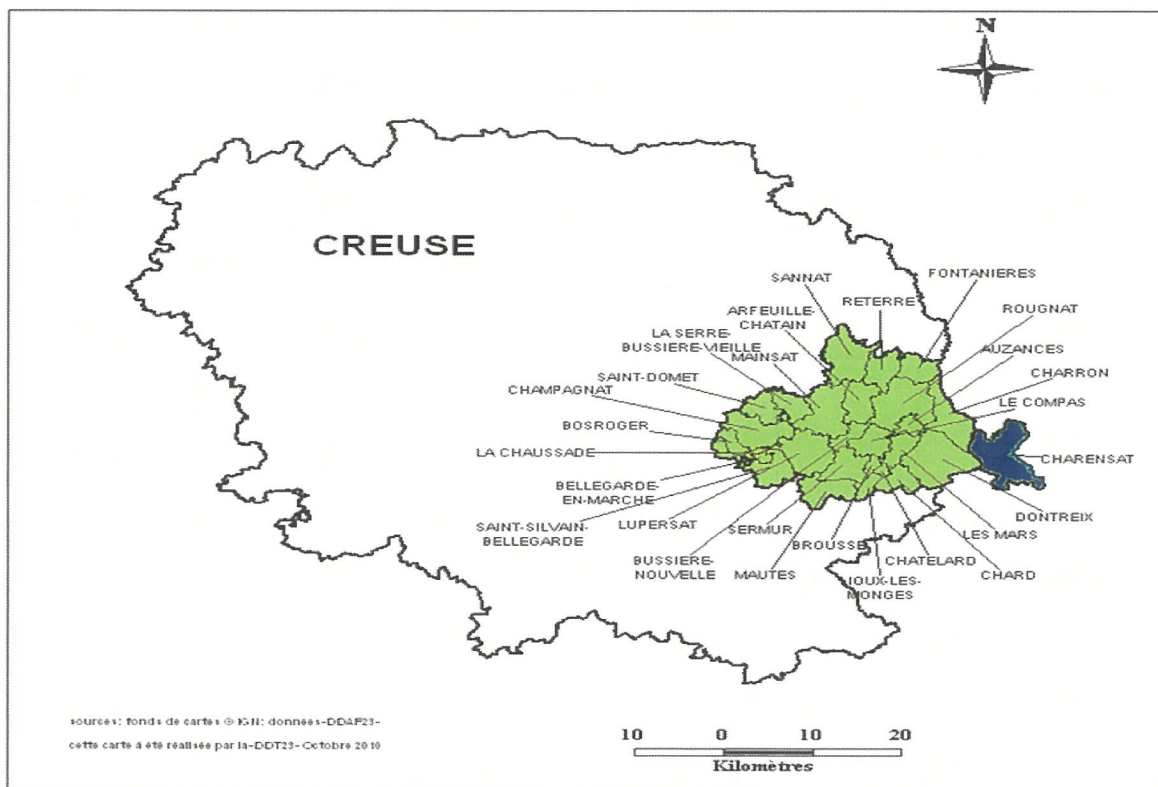 N
CREUSE
FONTANIERES
SANNAT
RETERRE
ROUGNAT
ARFEUILLE-
CHATAIN
LA SERRE-
BUSSIERE-VIEILLE
AUZANCES
MAINSAT
CHARRON
SAINT-DOMET
CHAMPAGNAT
LE COMPAS
BOSROGER
LA CHAUSSADE
CHARENSAT
BELLEGARDE-
EN-MARCHE
DONTREIX
LUPERSAT
SAINT-SILVAIN-
BELLEGARDE
SERMUR
LES MARS
BROUSSE
BUSSIERE-
NOUVELLE
CHATELARD
MAUTES
CHARD
IOUX-LES-
MONGES
sources: fonds de cartes © IGN: données-DDAF23-
cette carte à été réalisée par la-DDT23-Octobre 2010
10 0 10 20
Kilomètres